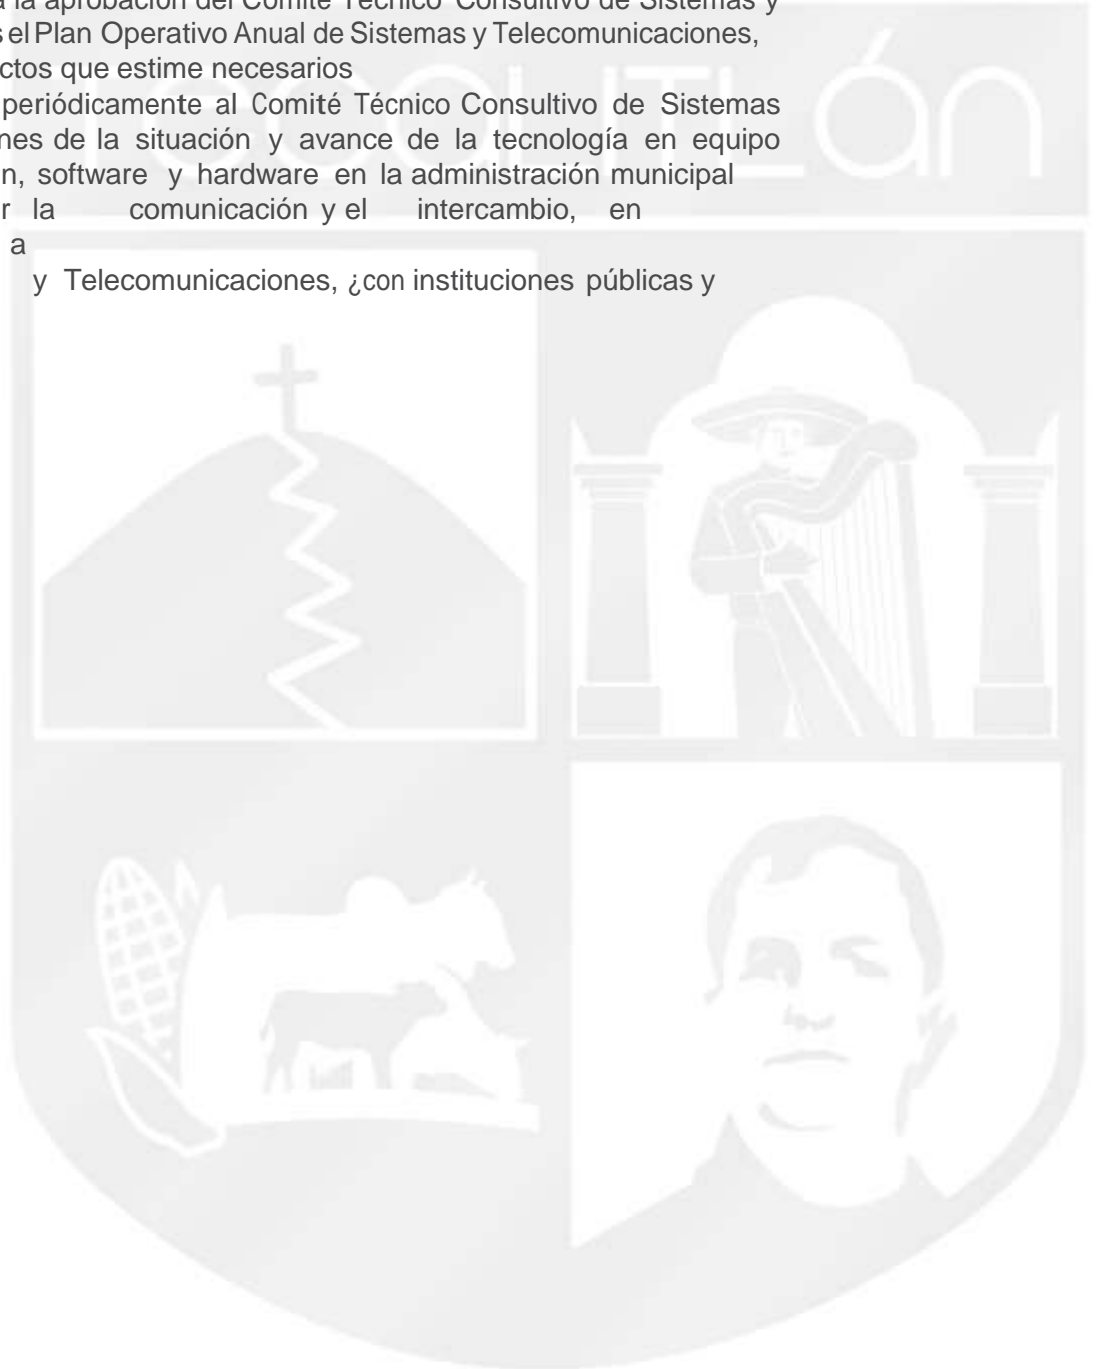 a la aprobación del Comité Técnico Consultivo de Sistemas y
el Plan Operativo Anual de Sistemas y Telecomunicaciones,
ctos que estime necesarios
periódicamente al Comité Técnico Consultivo de Sistemas
nes de la situación y avance de la tecnología en equipo
n, software y hardware en la administración municipal
r la comunicación y el intercambio, en
a
y Telecomunicaciones, ¿con instituciones públicas y
TecaLITLán